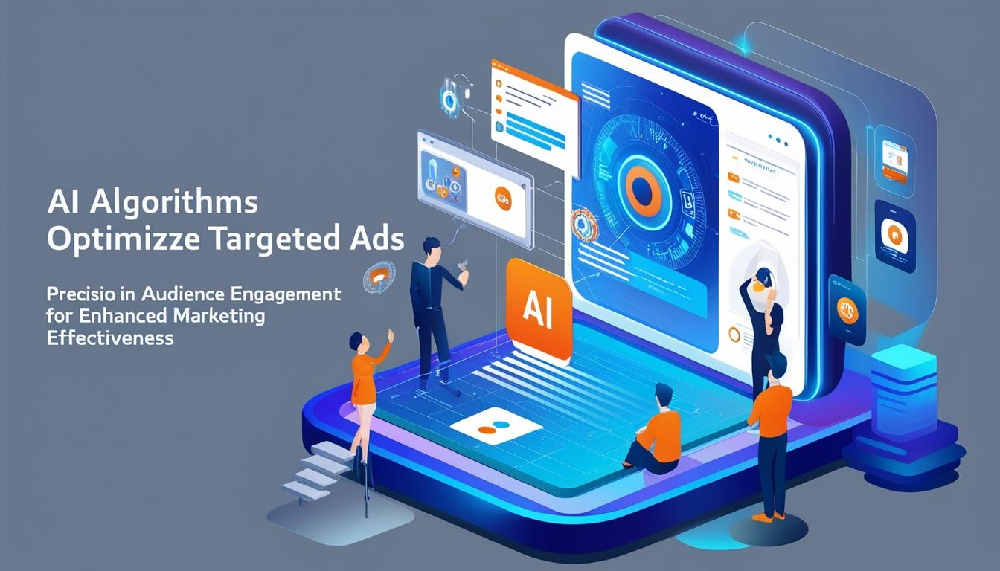 AI Algorithms
Optimizze Targeted Ads
Precisio in Audience Engagement
for Enhanced Marketing
Effectiveness
AI